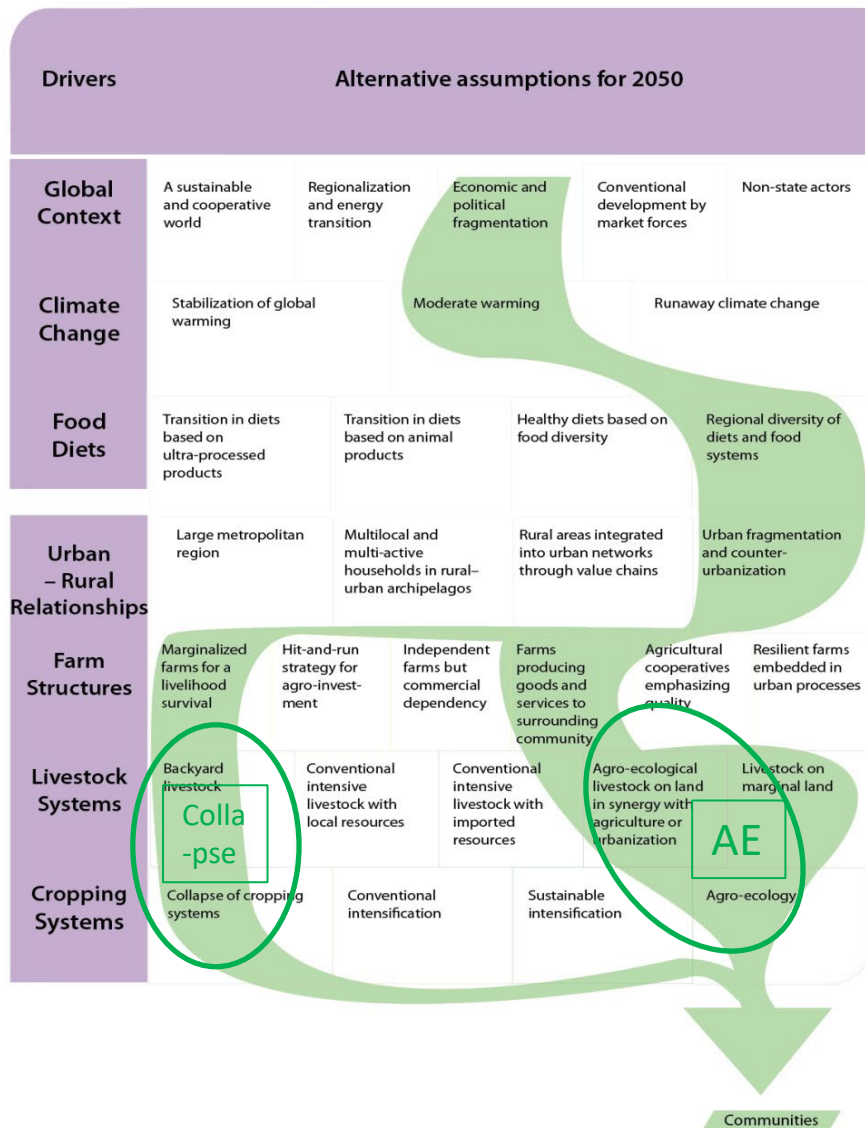 Drivers
Alternative assumptions for 2050
Global
Context
A sustainable
and cooperative
world
Regionalization
and energy
transition
Economic and
political
fragmentation
Conventional
development by
market forces
Non-state actors
Climate
Change
Stabilization of global
warming
Moderate warming
Runaway climate change
Food
Diets
Transition in diets
based on
ultra-processed
products
Transition in diets
based on animal
products
Healthy diets based on
food diversity
Regional diversity of
diets and food
systems
Urban
– Rural
Relationships
Large metropolitan
region
Multilocal and
multi-active
households in rural–
urban archipelagos
Rural areas integrated
into urban networks
through value chains
Urban fragmentation
and counter-
urbanization
Farm
Structures
Marginalized
farms for a
livelihood
survival
Hit-and-run
strategy for
agro-invest-
ment
Independent
farms but
commercial
dependency
Farms
producing
goods and
services to
surrounding
community
Agricultural
cooperatives
emphasizing
quality
Resilient farms
embedded in
urban processes
Livestock
Systems
Backyard
livestock
Conventional
intensive
livestock with
local resources
Conventional
intensive
livestock with
imported
resources
Agro-ecological
livestock on land
in synergy with
agriculture or
urbanization
Livestock on
marginal land
Colla
-pse
AE
Cropping
Systems
Collapse of cropping
systems
Conventional
intensification
Sustainable
intensification
Agro-ecology
Communities